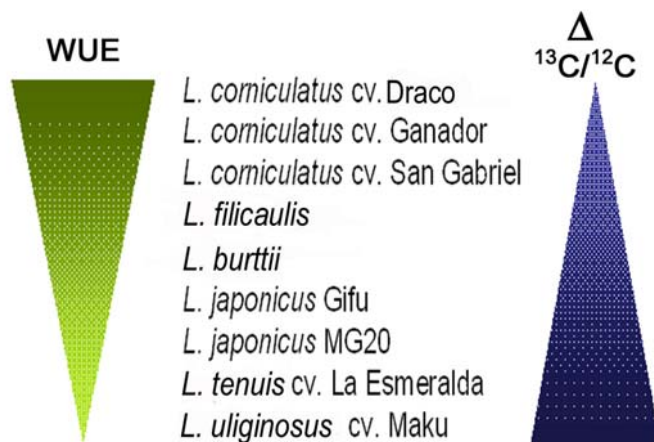 WUE
Δ
¹³C/¹²C
L. corniculatus cv. Draco
L. corniculatus cv. Ganador
L. corniculatus cv. San Gabriel
L. filicaulis
L. burttii
L. japonicus Gifu
L. japonicus MG20
L. tenuis cv. La Esmeralda
L. uliginosus cv. Maku